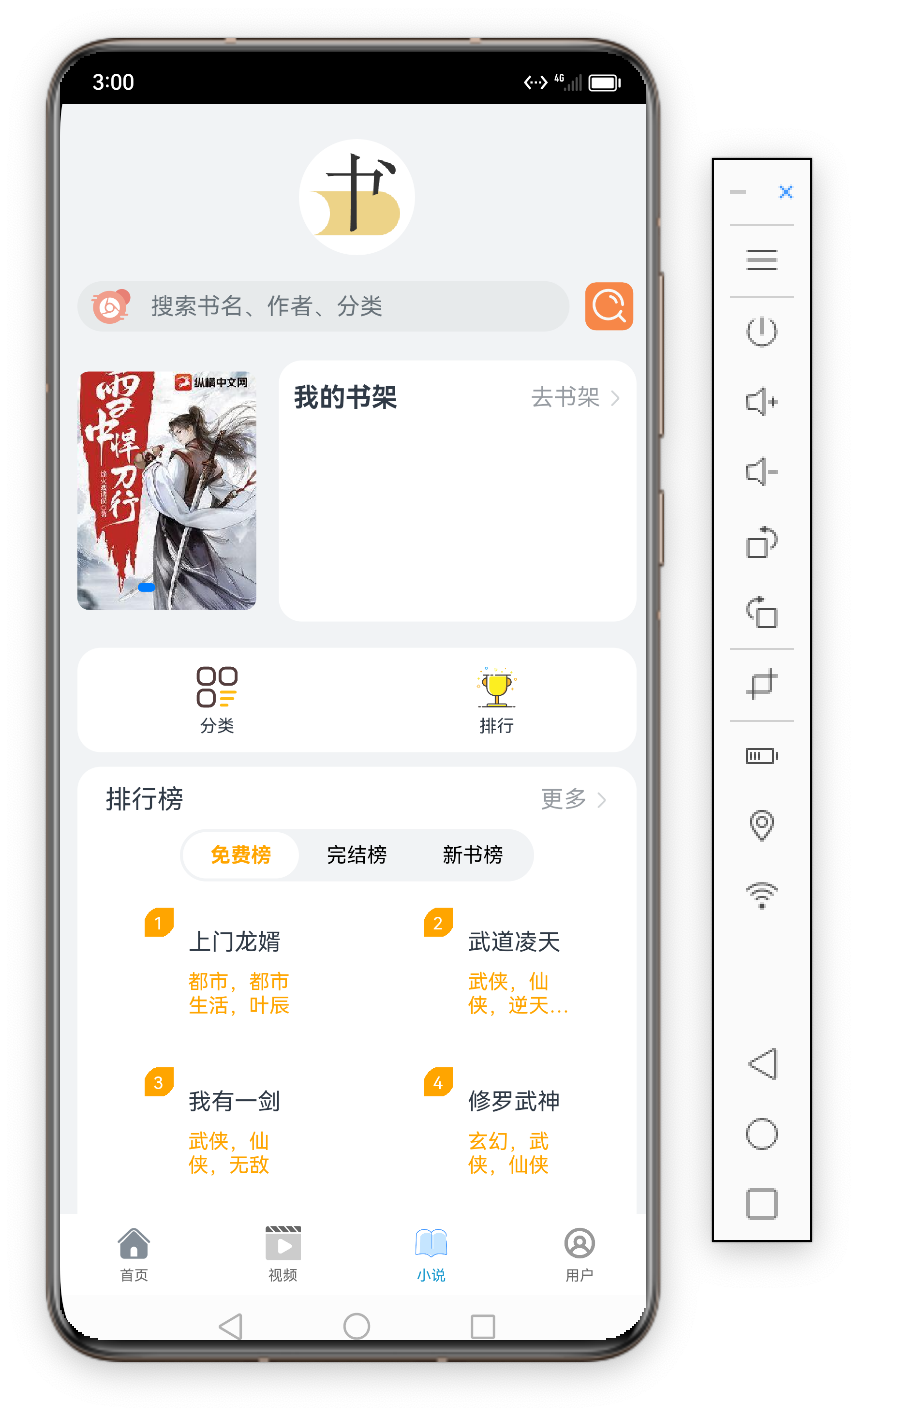 3:00
4G
书
搜索书名、作者、分类
纵横中文网
雪中悍刀行
我的书架
去书架
分类
排行
排行榜
更多
免费榜 完结榜 新书榜
1
2
上门龙婿
武道凌天
都市，都市
生活，叶辰
武侠，仙
侠，逆天...
3
4
我有一剑
修罗武神
武侠，仙
侠，无敌
玄幻，武
侠，仙侠
首页 视频 小说 用户